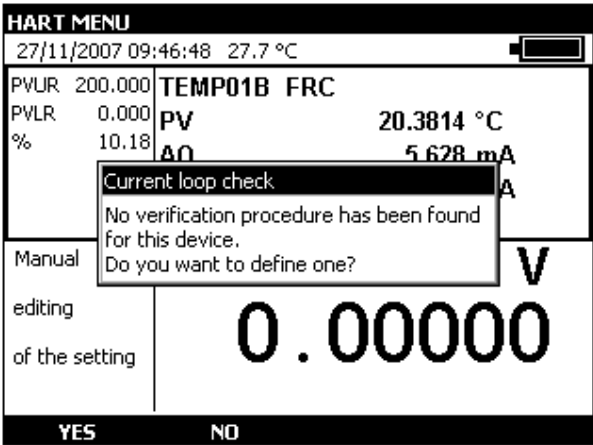 HART MENU
27/11/2007 09:46:48 27.7 °C
PVUR 200.000
PVLR 0.000
% 10.18
TEMP01B FRC
PV 20.3814 °C
AO 5.628 mA
A
Current loop check
No verification procedure has been found
for this device.
Do you want to define one?
Manual
editing
of the setting
V
0.00000
YES NO